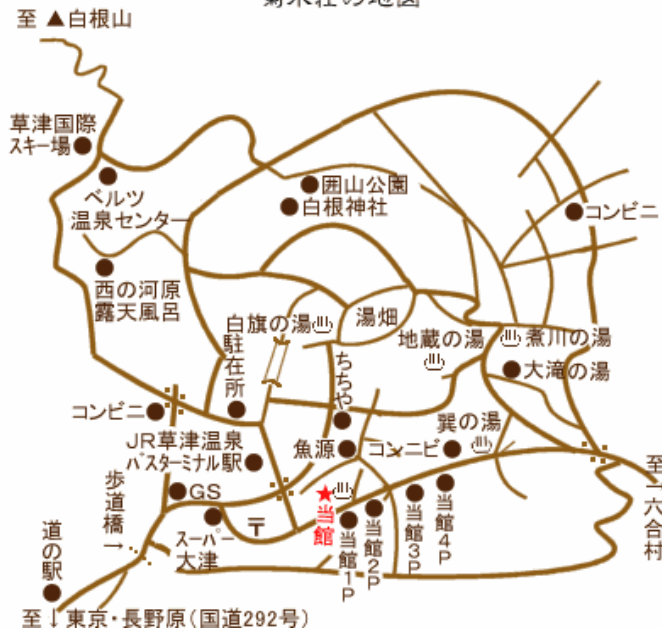 至 ▲白根山
草津国際
スキー場
ベルツ
温泉センター
囲山公園
白根神社
コンビニ
西の河原
露天風呂
白旗の湯
湯畑
地蔵の湯
煮川の湯
大滝の湯
駐在所
ちちや
コンビニ
巽の湯
JR草津温泉
バスターミナル駅
魚源
コンニビ
至→六合村
歩道橋→
GS
★当館
スーパー
大津
〒
当館1P
当館2P
当館3P
当館4P
道の駅
至↓東京・長野原(国道292号)